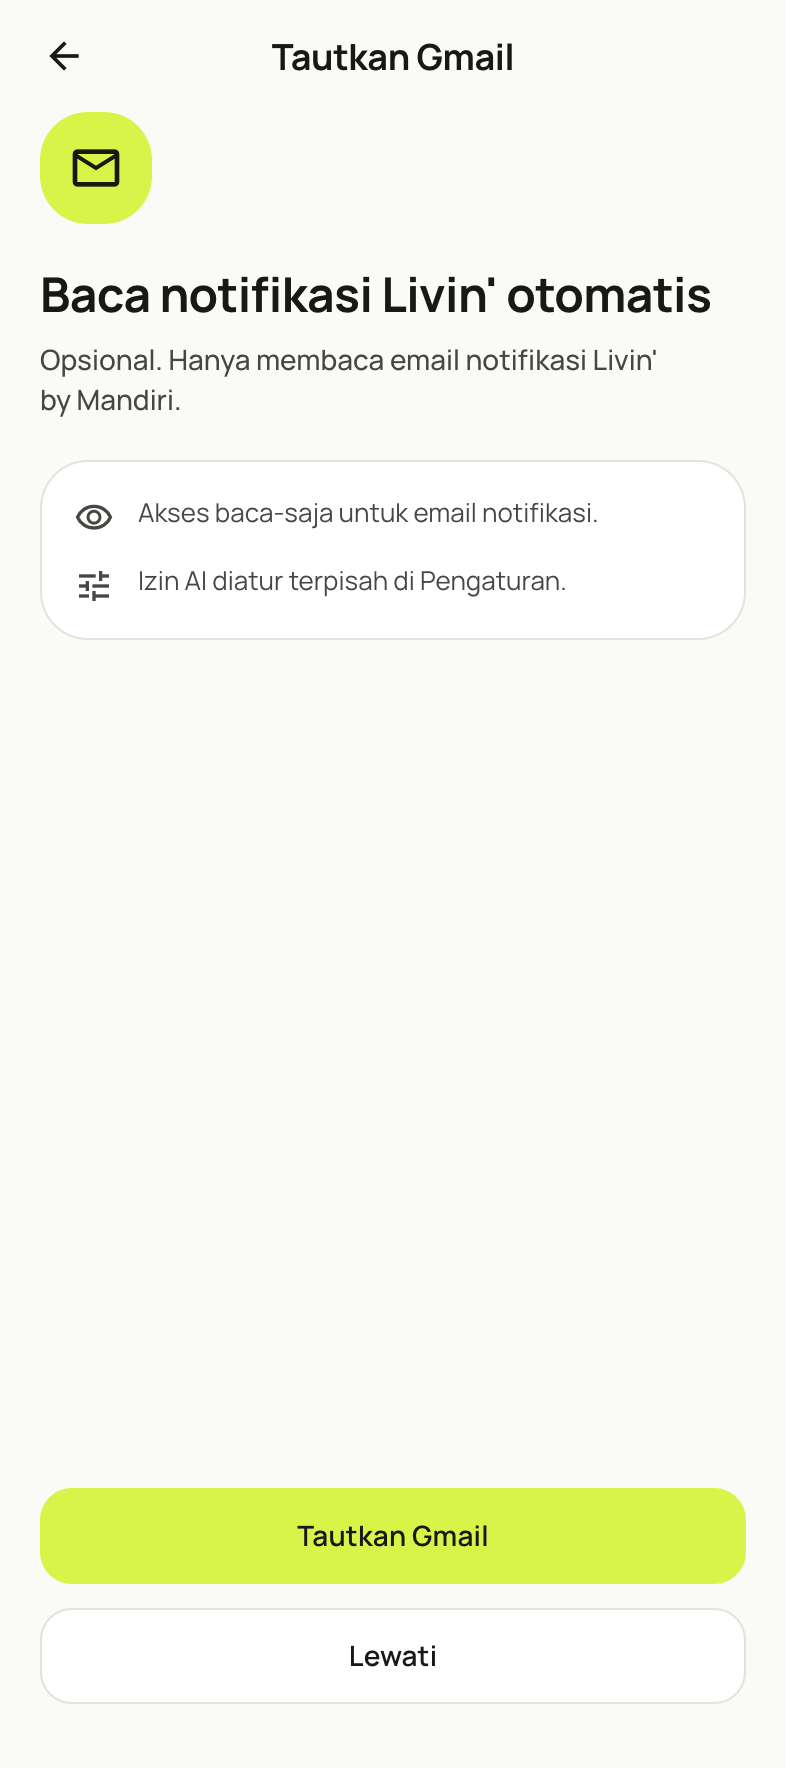 Tautkan Gmail
Baca notifikasi Livin' otomatis
Opsional. Hanya membaca email notifikasi Livin'
by Mandiri.
Akses baca-saja untuk email notifikasi.
Izin AI diatur terpisah di Pengaturan.
Tautkan Gmail
Lewati